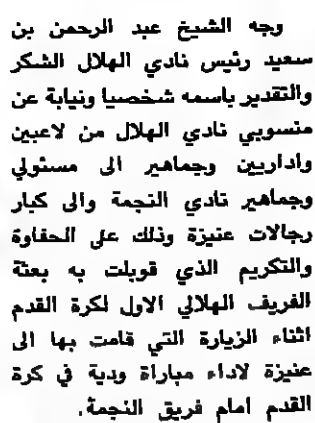 وجه الشيخ عبد الرحمن بن
سعيد رئيس نادي الهلال الشكر
والتقدير باسمه شخصيا ونيابة عن
منسوبي نادي الهلال من لاعبين
واداريين وجماهير الى مسئولي
وجماهير نادي النجمة والى كبار
رجالات عنيزة وذلك على الحفاوة
والتكريم الذي قوبلت به بعثة
الفريف الهلالي الاول لكرة القدم
اثناء الزيارة التي قامت بها الى
عنيزة لاداء مباراة ودية في كرة
القدم امام فريق النجمة.